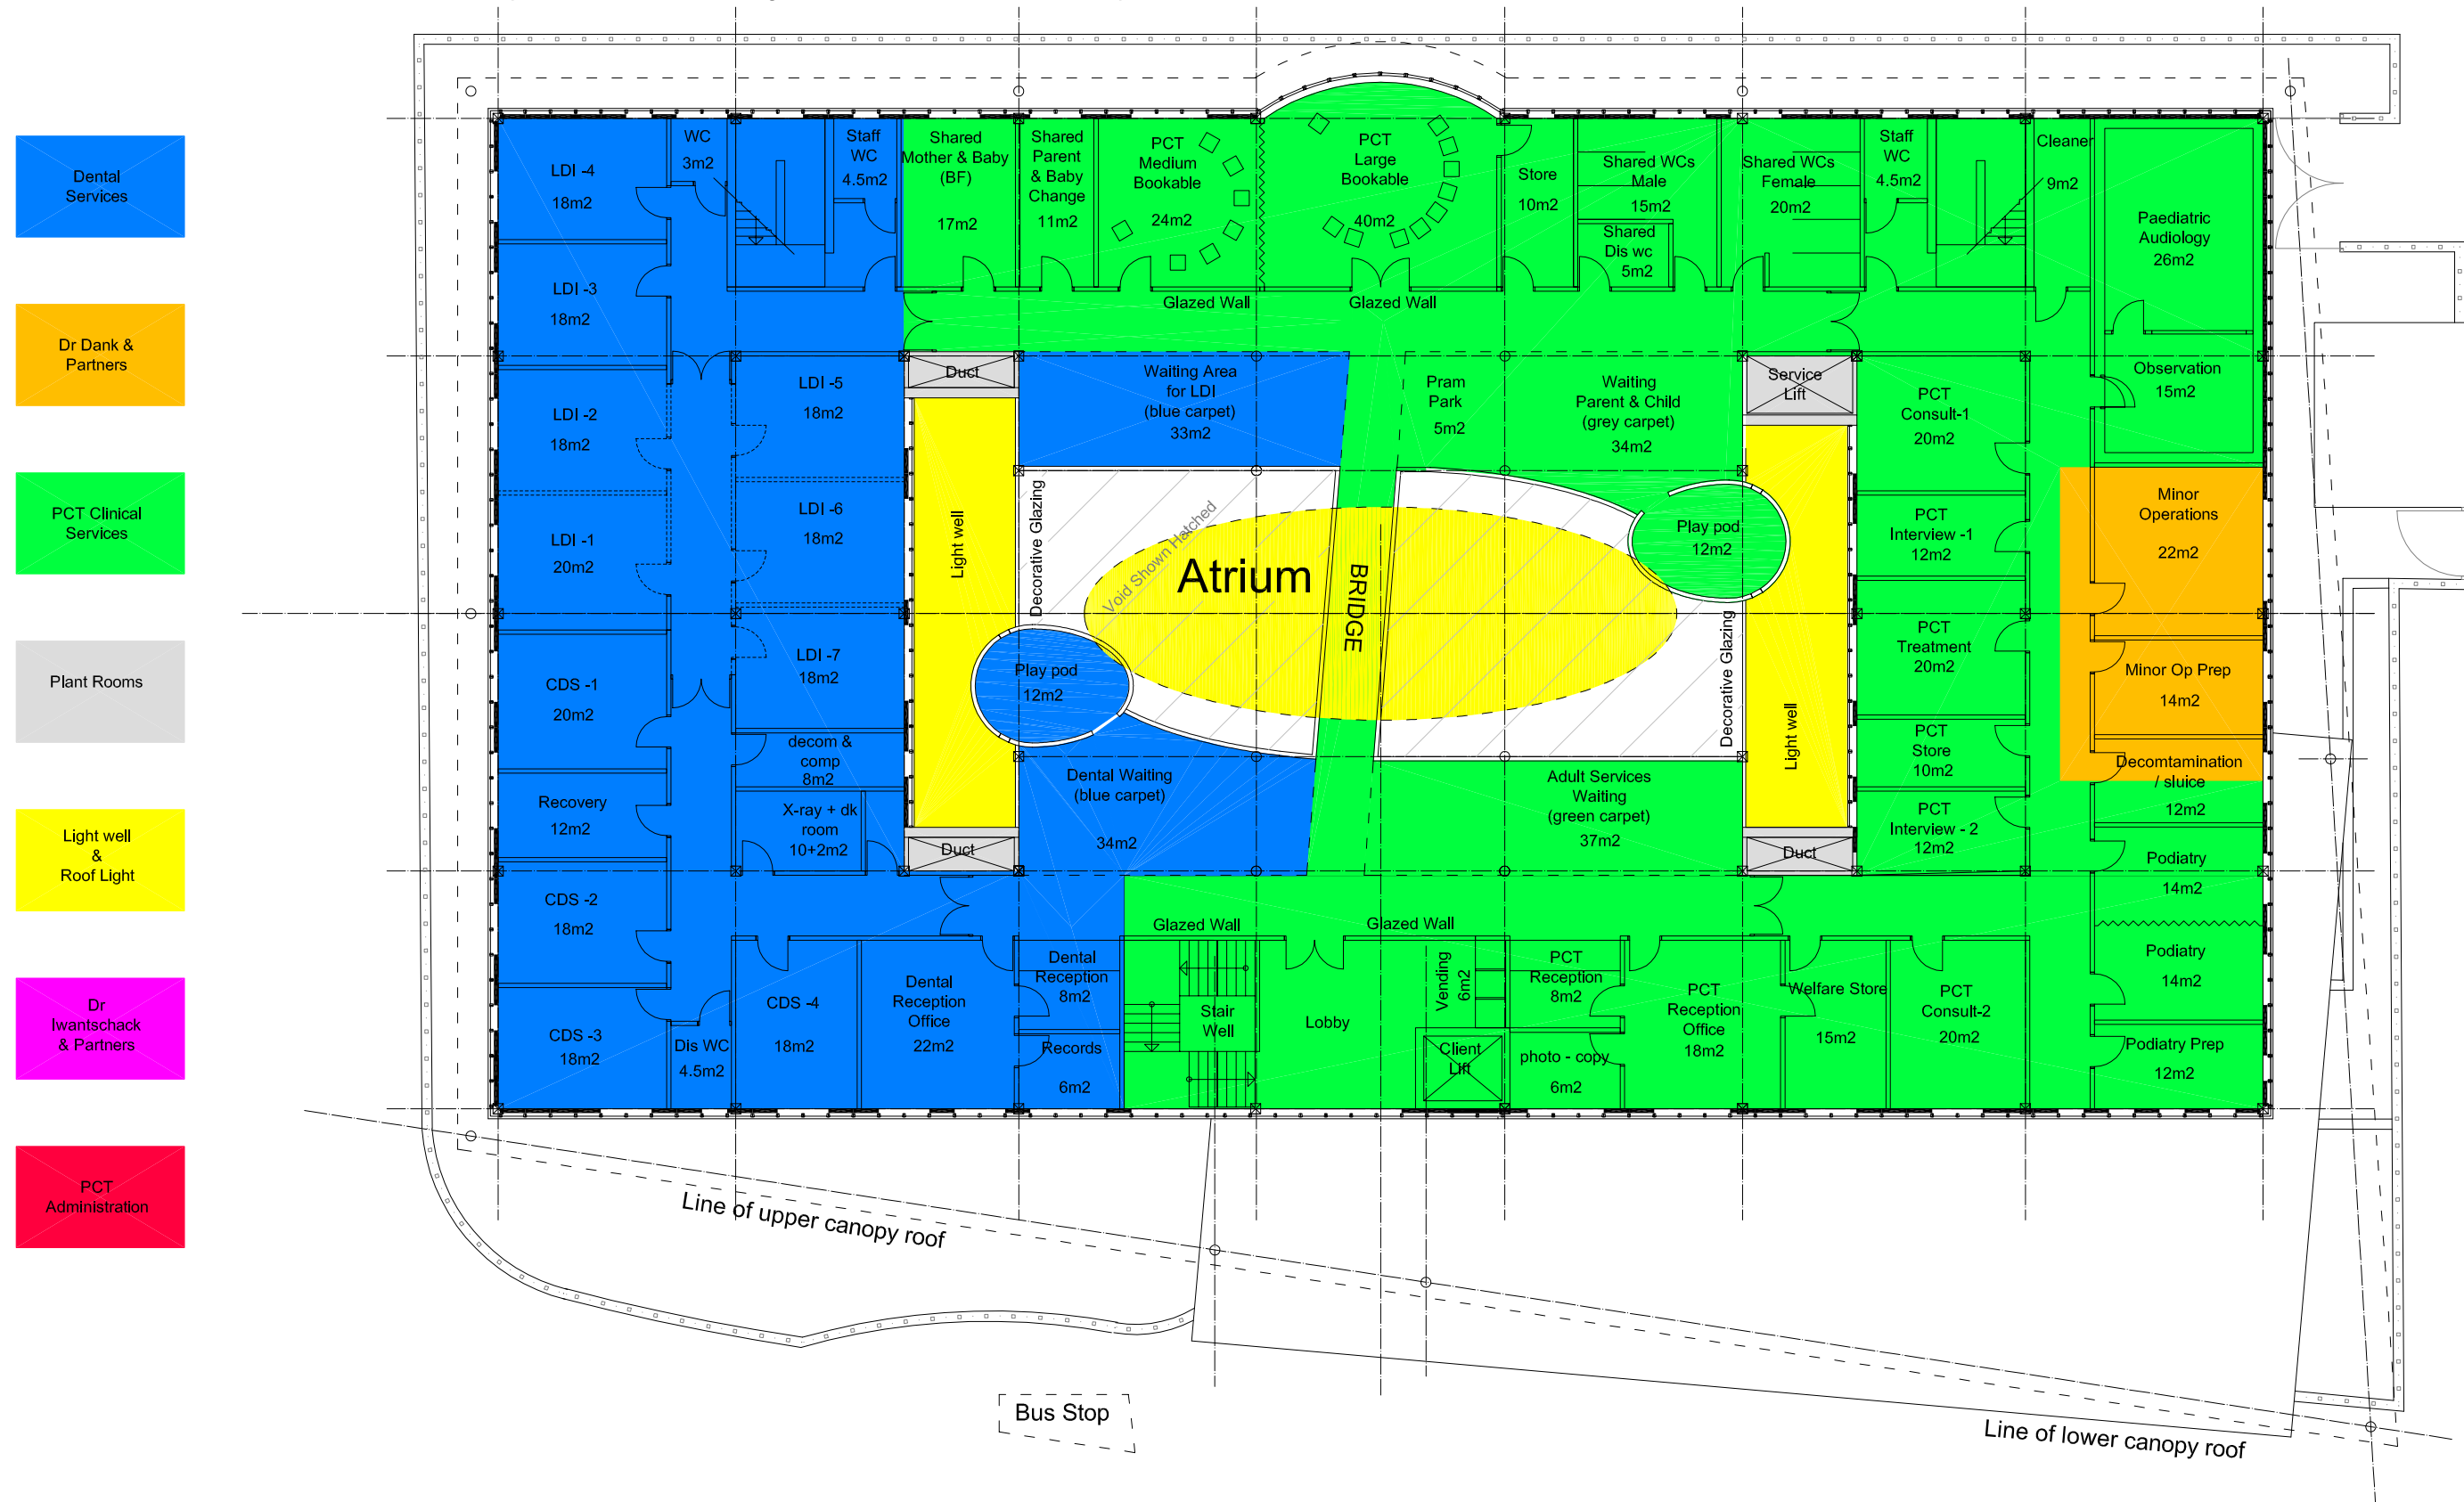 Dental
Services
Dr Dank &
Partners
PCT Clinical
Services
Plant Rooms
Light well
&
Roof Light
Dr
Iwantschack
& Partners
PCT
Administration
LDI -4
18m2
WC
3m2
Staff
WC
4.5m2
Shared
Mother & Baby
(BF)
17m2
Shared
Parent
& Baby
Change
11m2
PCT
Medium
Bookable
24m2
PCT
Large
Bookable
40m2
Store
10m2
Shared WCs
Male
15m2
Shared
Dis wc
5m2
Shared WCs
Female
20m2
Staff
WC
4.5m2
Cleaner
9m2
Paediatric
Audiology
26m2
Glazed Wall
Glazed Wall
LDI -3
18m2
LDI -2
18m2
LDI -1
20m2
CDS -1
20m2
Recovery
12m2
CDS -2
18m2
CDS -3
18m2
LDI -5
18m2
LDI -6
18m2
LDI -7
18m2
decom &
comp
8m2
X-ray + dk
room
10+2m2
Duct
Light well
Duct
Waiting Area
for LDI
(blue carpet)
33m2
Pram
Park
5m2
Waiting
Parent & Child
(grey carpet)
34m2
Service
Lift
Decorative Glazing
Void Shown Hatched
Atrium
BRIDGE
Play pod
12m2
Play pod
12m2
Decorative Glazing
Light well
Duct
Dental Waiting
(blue carpet)
34m2
Adult Services
Waiting
(green carpet)
37m2
PCT
Consult-1
20m2
PCT
Interview -1
12m2
PCT
Treatment
20m2
PCT
Store
10m2
PCT
Interview - 2
12m2
Observation
15m2
Minor
Operations
22m2
Minor Op Prep
14m2
Decomtamination
/ sluice
12m2
Podiatry
14m2
Podiatry
14m2
Podiatry Prep
12m2
Glazed Wall
Glazed Wall
Dis WC
4.5m2
CDS -4
18m2
Dental
Reception
Office
22m2
Dental
Reception
8m2
Records
6m2
Stair
Well
Lobby
Vending
6m2
Client
Lift
PCT
Reception
8m2
photo - copy
6m2
PCT
Reception
Office
18m2
Welfare Store
15m2
PCT
Consult-2
20m2
Line of upper canopy roof
Bus Stop
Line of lower canopy roof